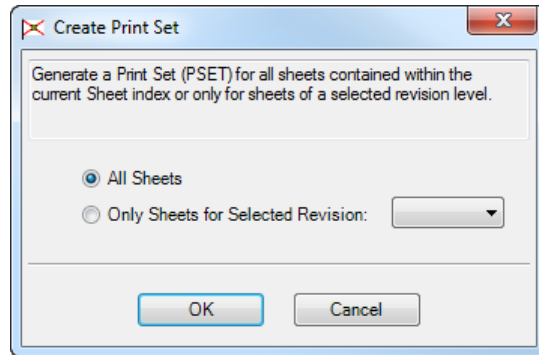 Create Print Set
Generate a Print Set (PSET) for all sheets contained within the
current Sheet index or only for sheets of a selected revision level.
All Sheets
Only Sheets for Selected Revision:
OK Cancel